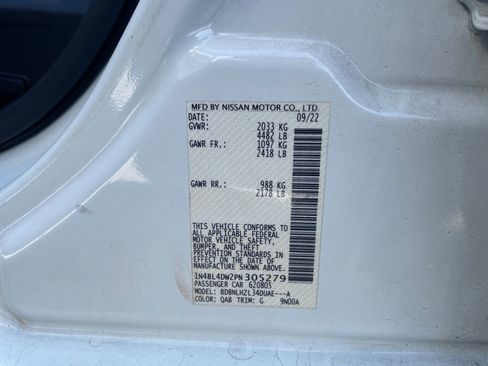 MFD BY NISSAN MOTOR CO., LTD.
DATE: 09/22
GVWR: 2033 KG
4482 LB
GAWR FR.: 1097 KG
2418 LB
GAWR RR.: 988 KG
2178 LB
THIS VEHICLE CONFORMS TO
ALL APPLICABLE FEDERAL
MOTOR VEHICLE SAFETY,
BUMPER, AND THEFT
PREVENTION STANDARDS IN
EFFECT ON THE DATE OF
MANUFACTURE SHOWN ABOVE.
1N4BL4DW2PN305279
PASSENGER CAR 620805
MODEL: BDBNLHZL34DUAE---A
COLOR: QAB TRIM: G 9N00A